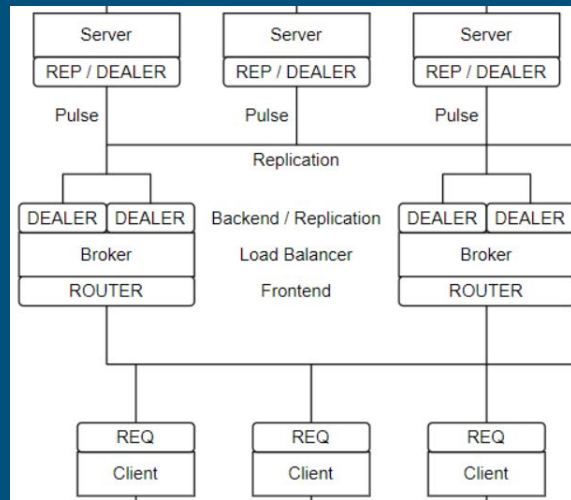 Server Server Server
REP / DEALER REP / DEALER REP / DEALER
Pulse Pulse Pulse
Replication
DEALER DEALER Backend / Replication DEALER DEALER
Broker Load Balancer Broker
ROUTER Frontend ROUTER
REQ REQ REQ
Client Client Client